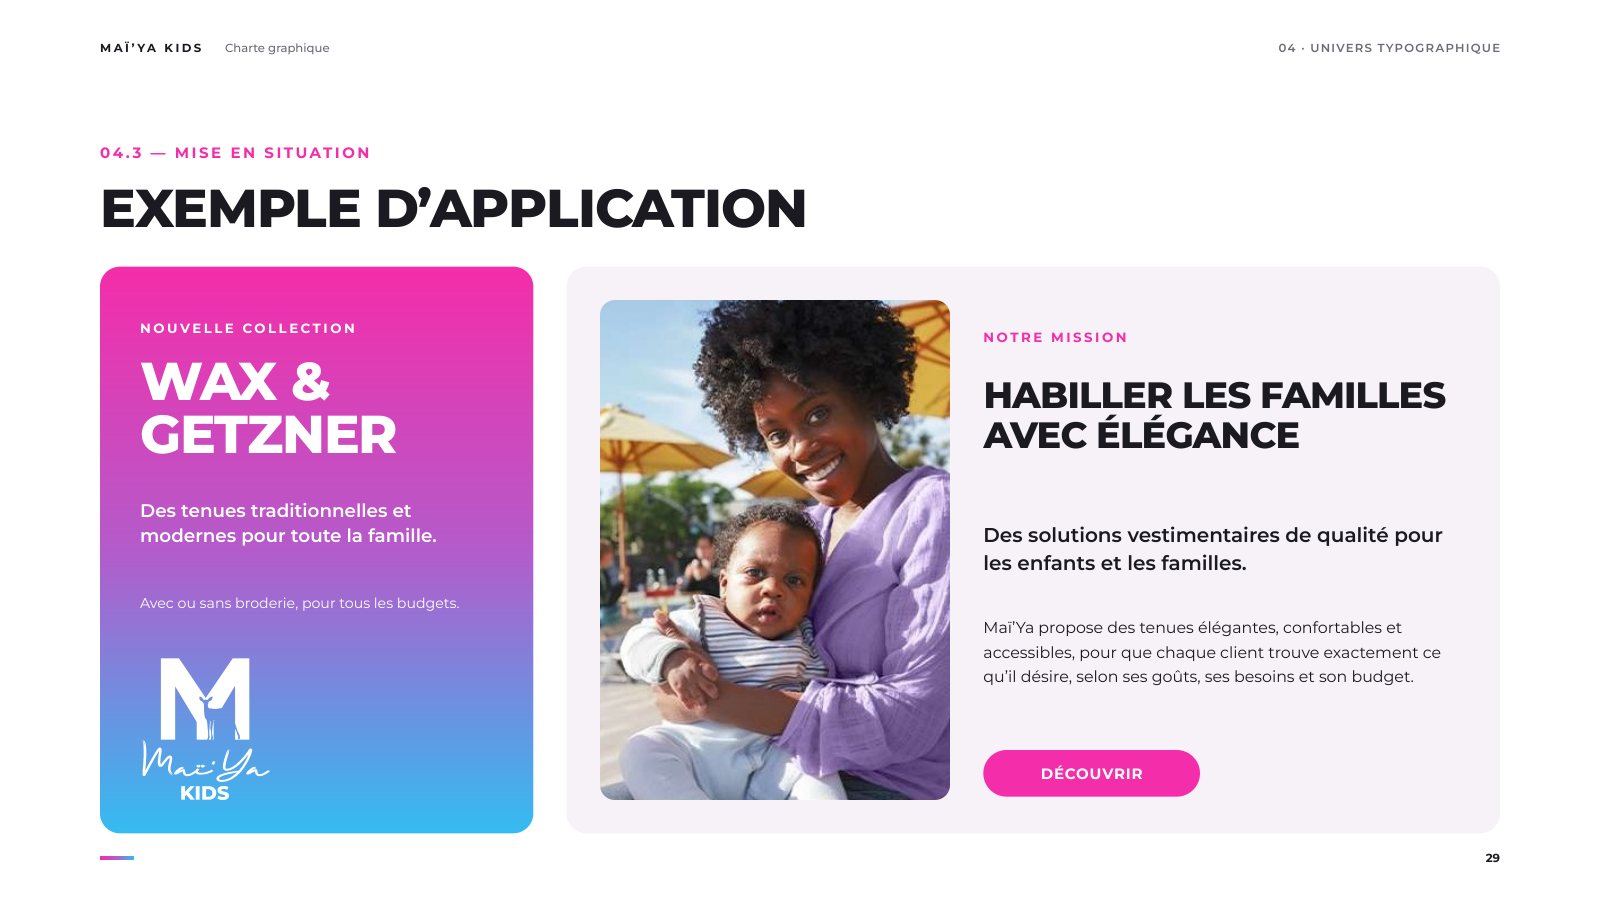 MAÏ’YA KIDS
Charte graphique
04 · UNIVERS TYPOGRAPHIQUE
04.3 — MISE EN SITUATION
EXEMPLE D’APPLICATION
NOUVELLE COLLECTION
WAX &
GETZNER
Des tenues traditionnelles et
modernes pour toute la famille.
Avec ou sans broderie, pour tous les budgets.
M
Maï'Ya
KIDS
NOTRE MISSION
HABILLER LES FAMILLES
AVEC ÉLÉGANCE
Des solutions vestimentaires de qualité pour
les enfants et les familles.
Maï’Ya propose des tenues élégantes, confortables et
accessibles, pour que chaque client trouve exactement ce
qu’il désire, selon ses goûts, ses besoins et son budget.
DÉCOUVRIR
29